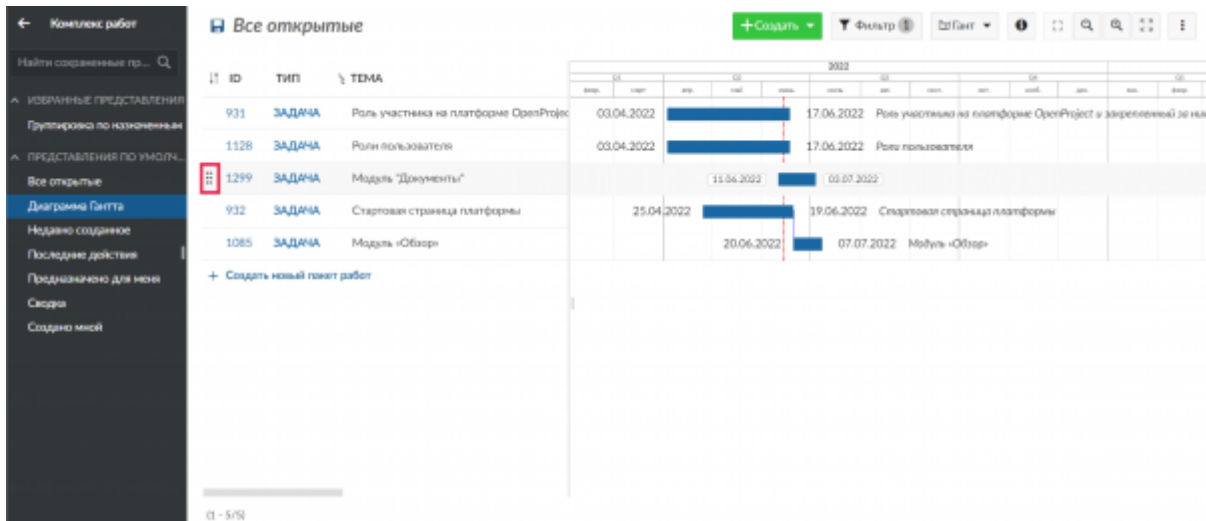 Комплекс работ
Все открытые
+ Создать
Фильтр 1
Гант
Найти сохраненные пр...
ID ТИП ТЕМА
2022
Q1 Q2 Q3 Q4 Q1
ИЗБРАННЫЕ ПРЕДСТАВЛЕНИЯ
Группировка по назначенным
ПРЕДСТАВЛЕНИЯ ПО УМОЛЧ...
Все открытые
Диаграмма Гантта
Недавно созданное
Последние действия
Предназначено для меня
Сводка
Создано мной
931 ЗАДАЧА Роль участника на платформе OpenProjec 03.04.2022 17.06.2022 Роль участника на платформе OpenProject и закрепленный за ни
1128 ЗАДАЧА Роли пользователя 03.04.2022 17.06.2022 Роли пользователя
1299 ЗАДАЧА Модуль "Документы" 11.06.2022 03.07.2022
932 ЗАДАЧА Стартовая страница платформы 25.04.2022 19.06.2022 Стартовая страница платформы
1085 ЗАДАЧА Модуль «Обзор» 20.06.2022 07.07.2022 Модуль «Обзор»
+ Создать новый пакет работ
(1 - 5/5)